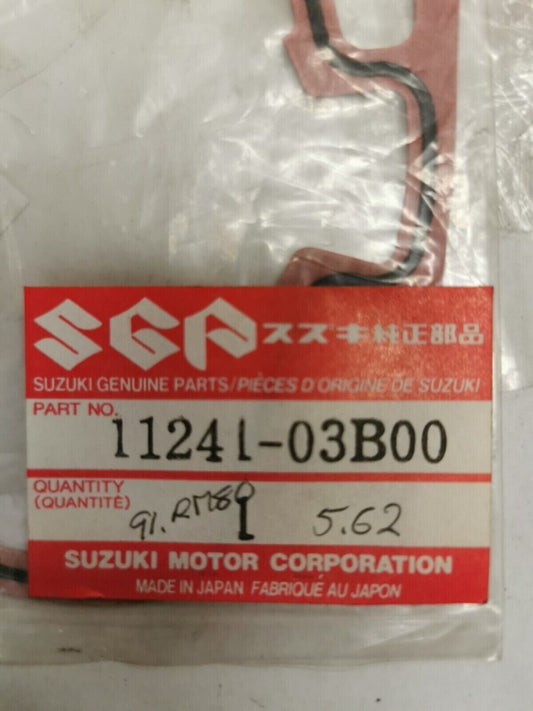 SGP スズキ純正部品
SUZUKI GENUINE PARTS/PIÈCES D'ORIGINE DE SUZUKI
PART NO.
11241-03B00
QUANTITY
(QUANTITÉ)
91. RM80 1 5.62
SUZUKI MOTOR CORPORATION
MADE IN JAPAN FABRIQUÉ AU JAPON